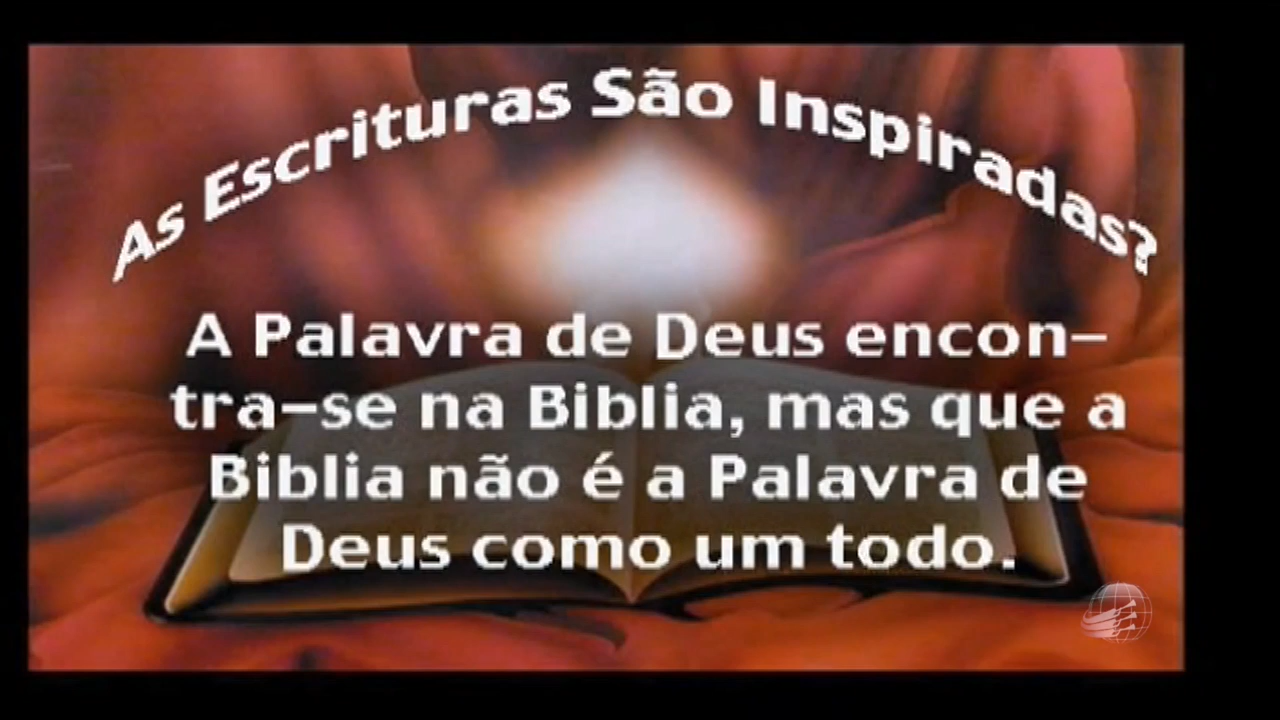 As Escrituras São Inspiradas?
A Palavra de Deus encon-
tra-se na Biblia, mas que a
Biblia não é a Palavra de
Deus como um todo.